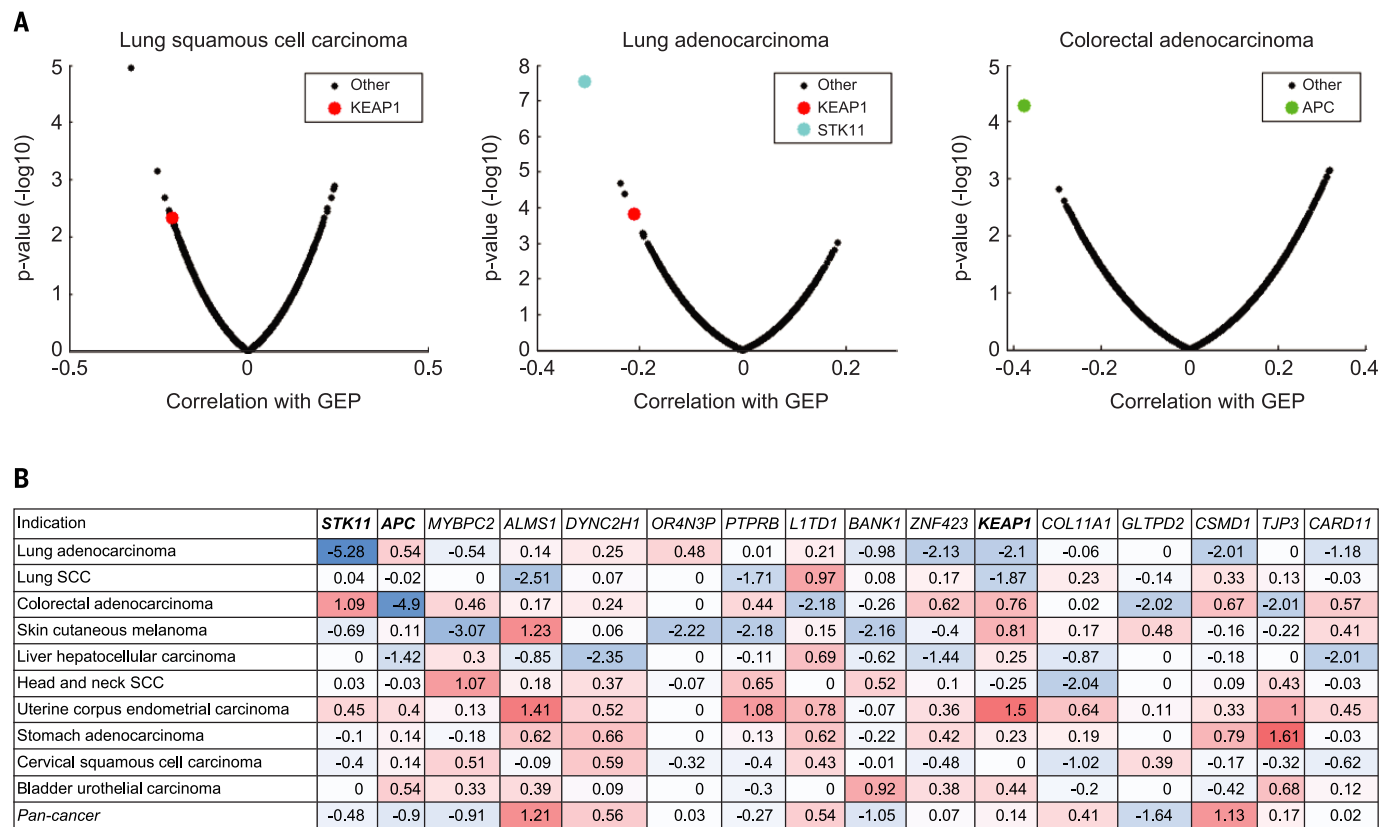 A
Lung squamous cell carcinoma
Lung adenocarcinoma
Colorectal adenocarcinoma
5
4
3
2
1
0
-0.5
0
0.5
p-value (-log10)
Correlation with GEP
Other
KEAP1
8
7
6
5
4
3
2
1
0
-0.4
-0.2
0
0.2
p-value (-log10)
Correlation with GEP
Other
KEAP1
STK11
5
4
3
2
1
0
-0.4
-0.2
0
0.2
0.4
p-value (-log10)
Correlation with GEP
Other
APC
B
Indication STK11 APC MYBPC2 ALMS1 DYNC2H1 OR4N3P PTPRB L1TD1 BANK1 ZNF423 KEAP1 COL11A1 GLTPD2 CSMD1 TJP3 CARD11
Lung adenocarcinoma -5.28 0.54 -0.54 0.14 0.25 0.48 0.01 0.21 -0.98 -2.13 -2.1 -0.06 0 -2.01 0 -1.18
Lung SCC 0.04 -0.02 0 -2.51 0.07 0 -1.71 0.97 0.08 0.17 -1.87 0.23 -0.14 0.33 0.13 -0.03
Colorectal adenocarcinoma 1.09 -4.9 0.46 0.17 0.24 0 0.44 -2.18 -0.26 0.62 0.76 0.02 -2.02 0.67 -2.01 0.57
Skin cutaneous melanoma -0.69 0.11 -3.07 1.23 0.06 -2.22 -2.18 0.15 -2.16 -0.4 0.81 0.17 0.48 -0.16 -0.22 0.41
Liver hepatocellular carcinoma 0 -1.42 0.3 -0.85 -2.35 0 -0.11 0.69 -0.62 -1.44 0.25 -0.87 0 -0.18 0 -2.01
Head and neck SCC 0.03 -0.03 1.07 0.18 0.37 -0.07 0.65 0 0.52 0.1 -0.25 -2.04 0 0.09 0.43 -0.03
Uterine corpus endometrial carcinoma 0.45 0.4 0.13 1.41 0.52 0 1.08 0.78 -0.07 0.36 1.5 0.64 0.11 0.33 1 0.45
Stomach adenocarcinoma -0.1 0.14 -0.18 0.62 0.66 0 0.13 0.62 -0.22 0.42 0.23 0.19 0 0.79 1.61 -0.03
Cervical squamous cell carcinoma -0.4 0.14 0.51 -0.09 0.59 -0.32 -0.4 0.43 -0.01 -0.48 0 -1.02 0.39 -0.17 -0.32 -0.62
Bladder urothelial carcinoma 0 0.54 0.33 0.39 0.09 0 -0.3 0 0.92 0.38 0.44 -0.2 0 -0.42 0.68 0.12
Pan-cancer -0.48 -0.9 -0.91 1.21 0.56 0.03 -0.27 0.54 -1.05 0.07 0.14 0.41 -1.64 1.13 0.17 0.02